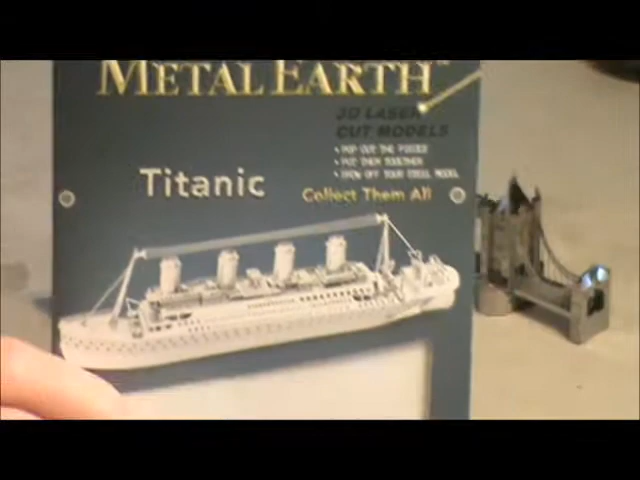 METAL EARTH™
3D LASER
CUT MODELS
• POP OUT THE PIECES
• PUT THEM TOGETHER
• SHOW OFF YOUR STEEL MODEL
Titanic
Collect Them All